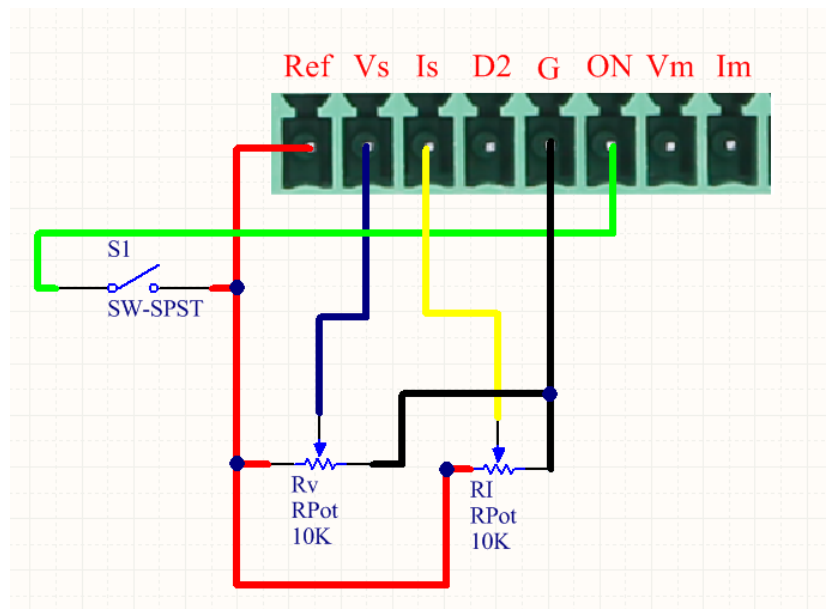 Ref Vs Is D2 G ON Vm Im
S1
SW-SPST
Rv
RPot
10K
RI
RPot
10K